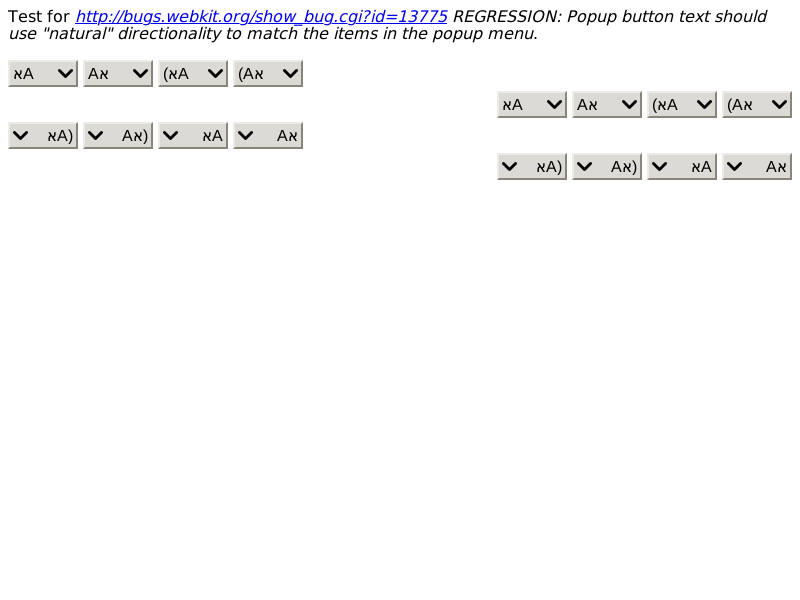 Test for http://bugs.webkit.org/show_bug.cgi?id=13775 REGRESSION: Popup button text should
use "natural" directionality to match the items in the popup menu.
אA Aא (אA (Aא
אA Aא (אA (Aא
אA) Aא) אA Aא
אA) Aא) אA Aא